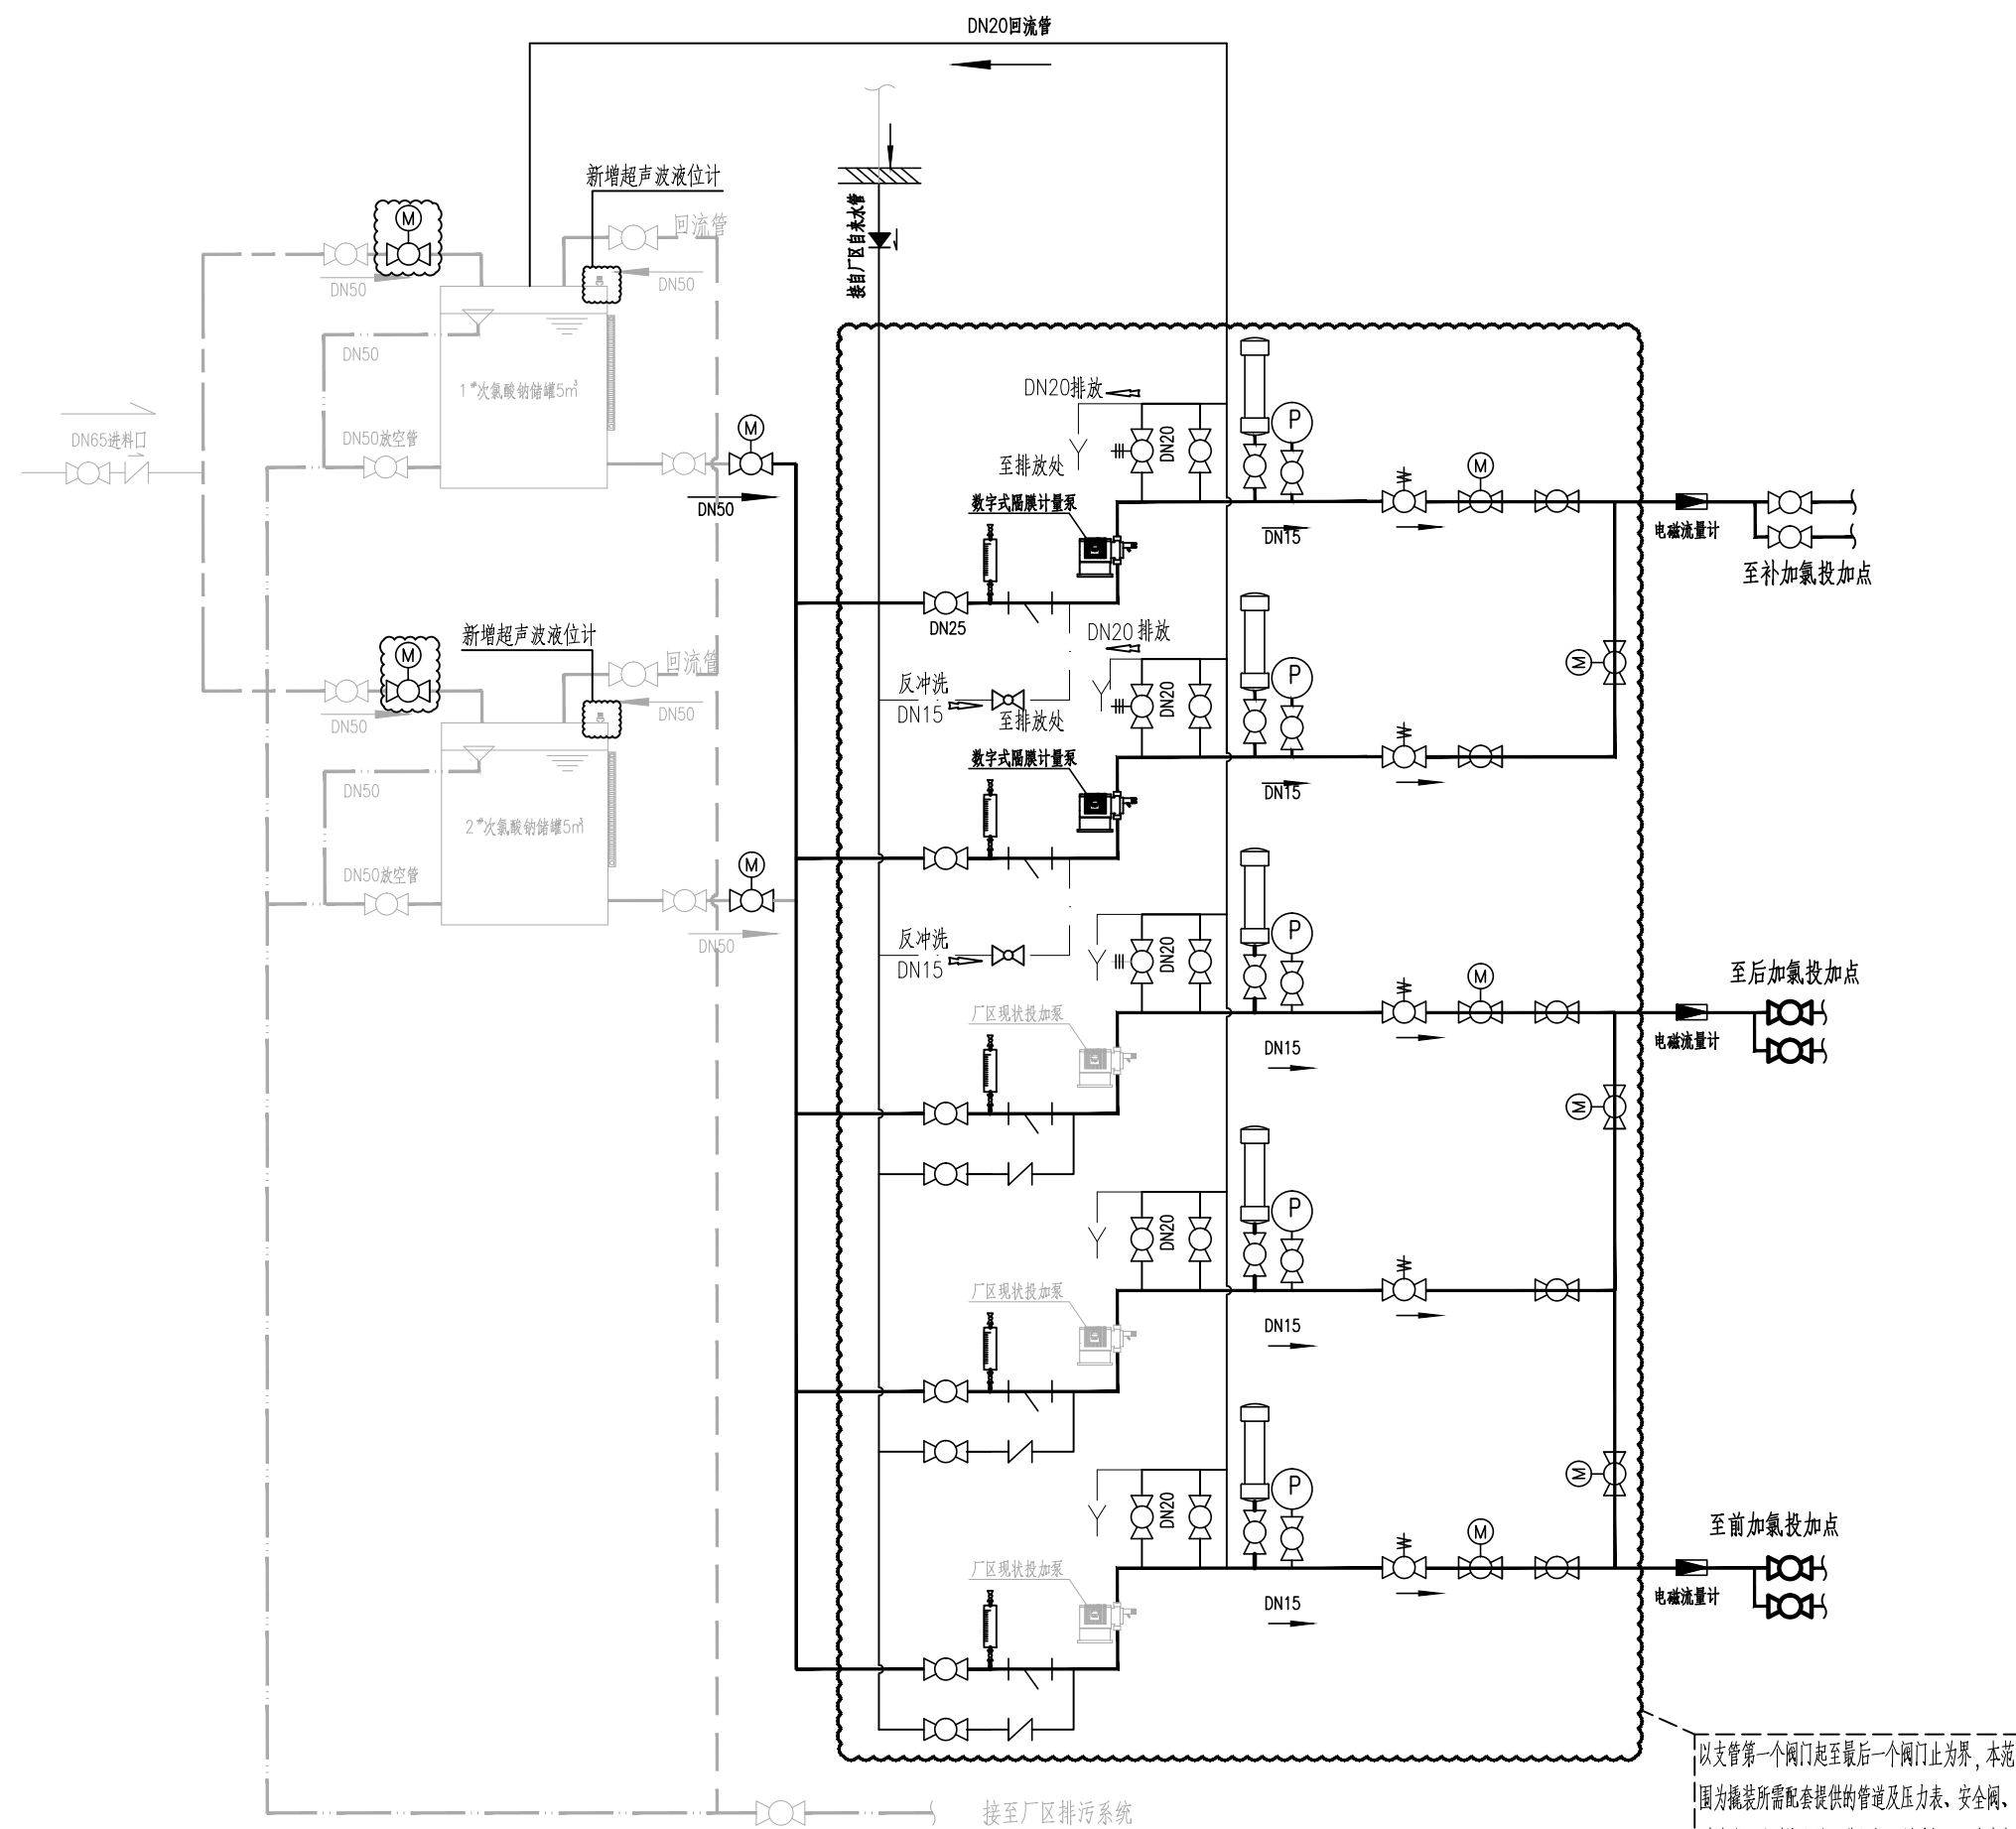 DN20回流管
新增超声波液位计
M
回流管
DN50
DN50
接自厂区自来水管
DN50
1#次氯酸钠储罐5m³
DN65进料口
DN50放空管
M
DN50
DN20排放
DN20
至排放处
P
M
数字式隔膜计量泵
DN15
电磁流量计
至补加氯投加点
DN25
新增超声波液位计
M
回流管
DN50
DN50
DN50
2#次氯酸钠储罐5m³
DN50放空管
M
DN50
DN20排放
反冲洗
DN15
至排放处
DN20
P
M
数字式隔膜计量泵
DN15
反冲洗
DN15
DN20
P
M
至后加氯投加点
厂区现状投加泵
DN15
电磁流量计
M
DN20
P
厂区现状投加泵
DN15
M
DN20
P
M
至前加氯投加点
厂区现状投加泵
DN15
电磁流量计
以支管第一个阀门起至最后一个阀门止为界，本范
围为撬装所需配套提供的管道及压力表、安全阀、
接至厂区排污系统